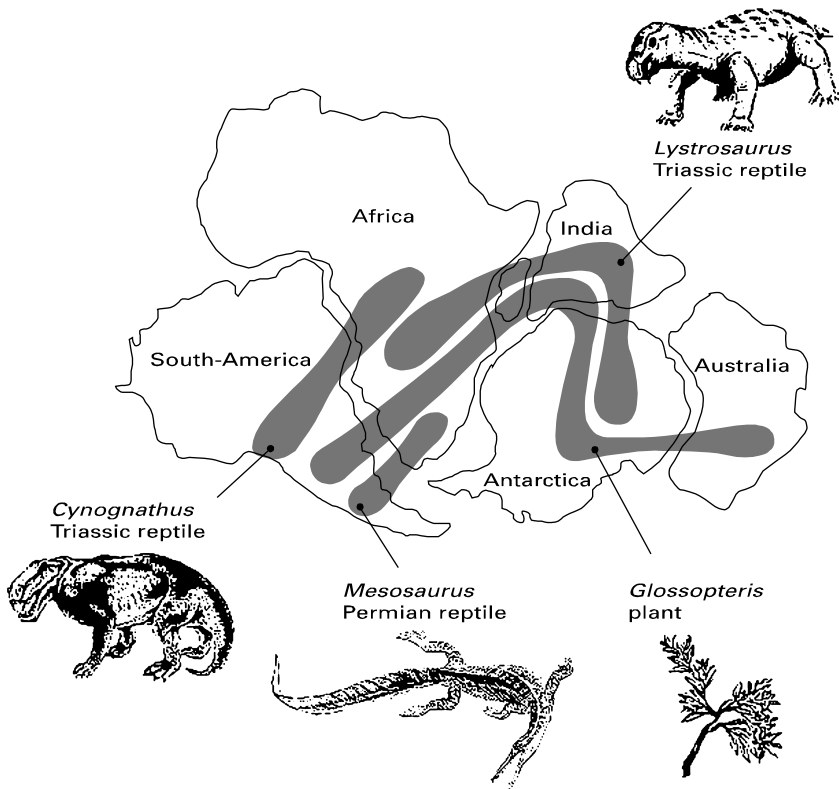 Lystrosaurus
Triassic reptile
Africa
India
South-America
Australia
Antarctica
Cynognathus
Triassic reptile
Mesosaurus
Permian reptile
Glossopteris
plant